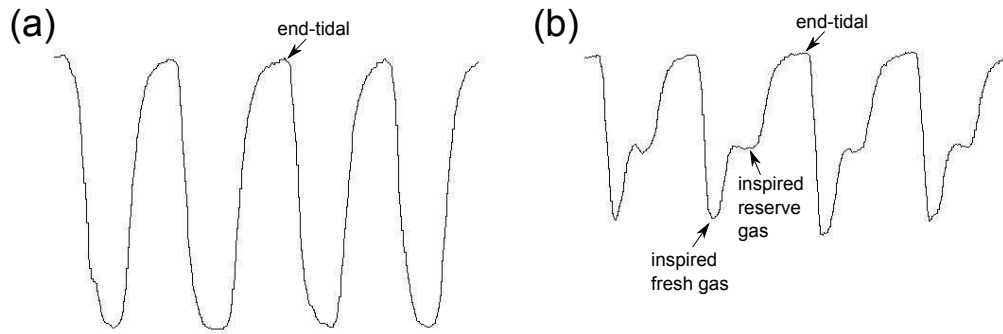 (a)
end-tidal
(b)
end-tidal
inspired
reserve
gas
inspired
fresh gas